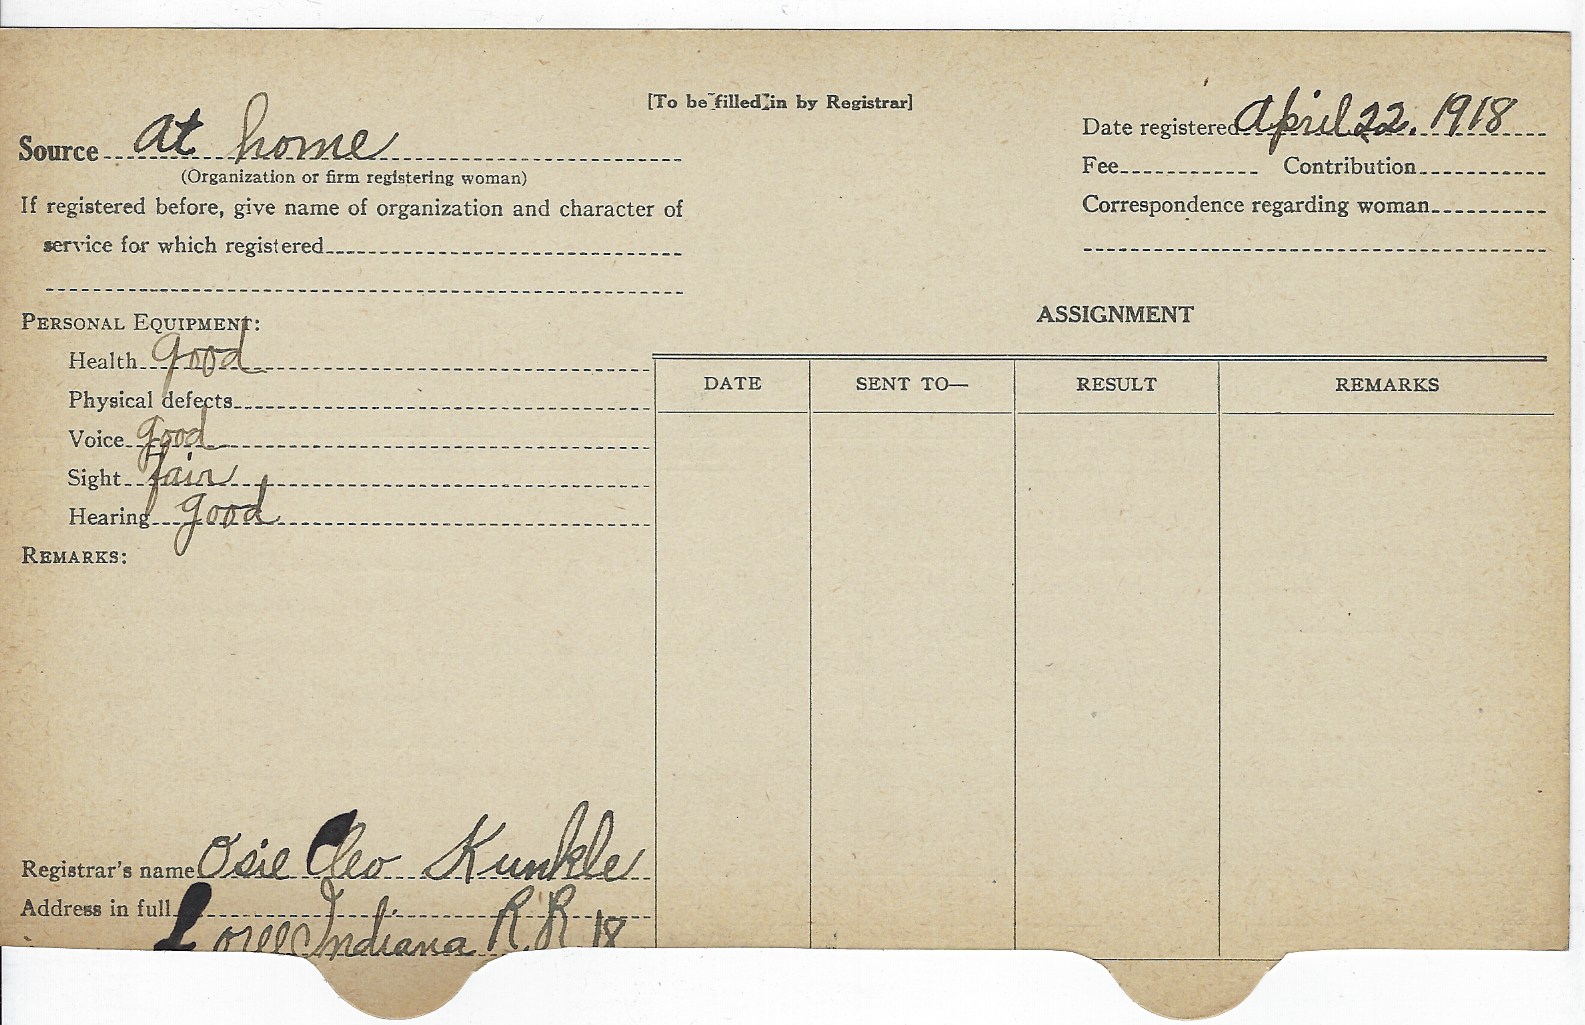 [To be filled in by Registrar]
Source at home
(Organization or firm registering woman)
If registered before, give name of organization and character of
service for which registered
Date registered April 22. 1918
Fee Contribution
Correspondence regarding woman
PERSONAL EQUIPMENT:
Health good
Physical defects
Voice good
Sight fair
Hearing good
REMARKS:
ASSIGNMENT
DATE SENT TO— RESULT REMARKS
Registrar's name Osie Cleo Kunkle
Address in full
Indiana R R 18